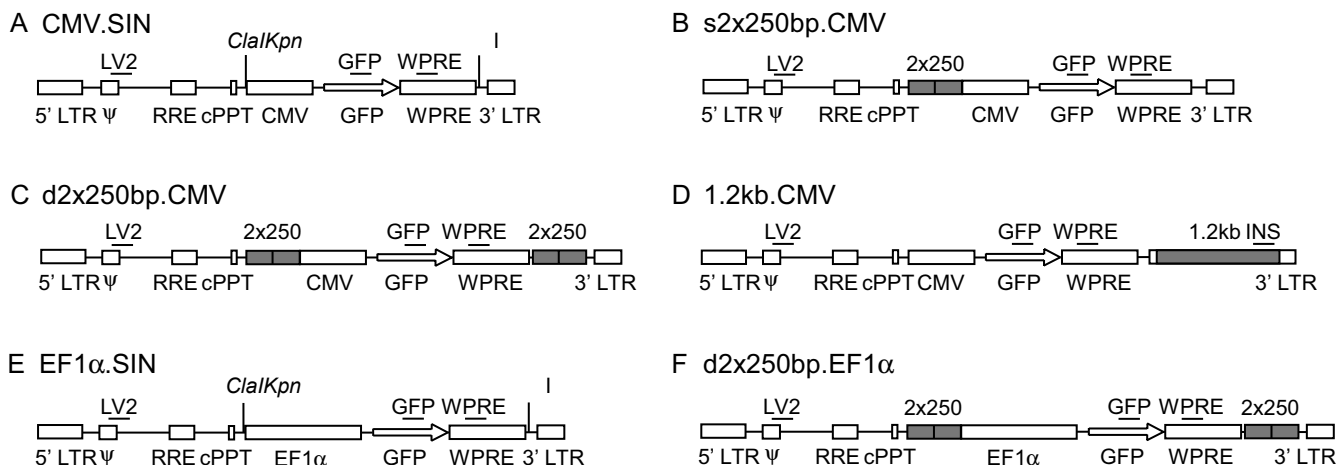 A CMV.SIN
ClaIKpn I
LV2 GFP WPRE
5' LTR ψ RRE cPPT CMV GFP WPRE 3' LTR
B s2x250bp.CMV
LV2 2x250 GFP WPRE
5' LTR ψ RRE cPPT CMV GFP WPRE 3' LTR
C d2x250bp.CMV
LV2 2x250 GFP WPRE 2x250
5' LTR ψ RRE cPPT CMV GFP WPRE 3' LTR
D 1.2kb.CMV
LV2 GFP WPRE 1.2kb INS
5' LTR ψ RRE cPPT CMV GFP WPRE 3' LTR
E EF1α.SIN
ClaIKpn I
LV2 GFP WPRE
5' LTR ψ RRE cPPT EF1α GFP WPRE 3' LTR
F d2x250bp.EF1α
LV2 2x250 GFP WPRE 2x250
5' LTR ψ RRE cPPT EF1α GFP WPRE 3' LTR